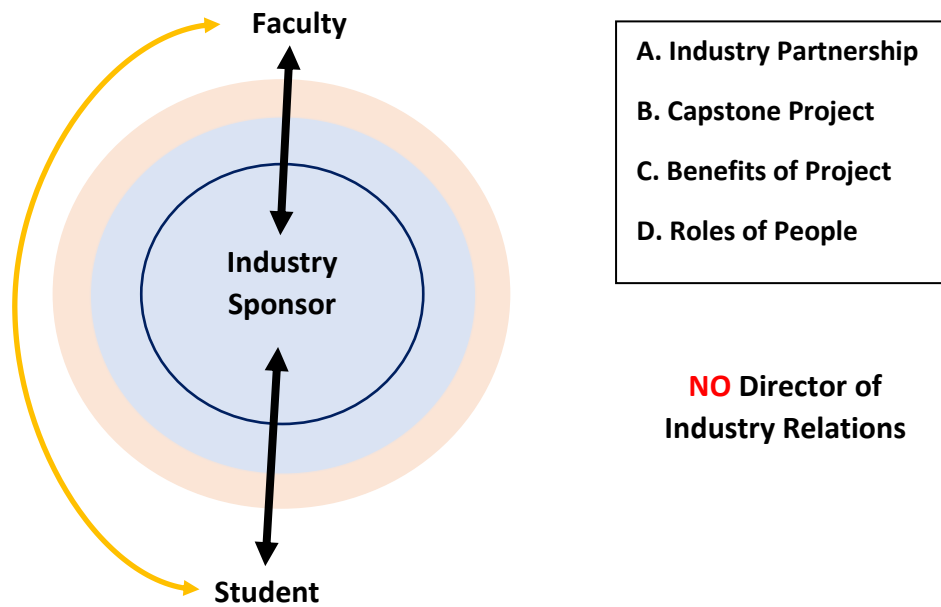 Faculty
Industry
Sponsor
Student
A. Industry Partnership
B. Capstone Project
C. Benefits of Project
D. Roles of People
NO Director of
Industry Relations